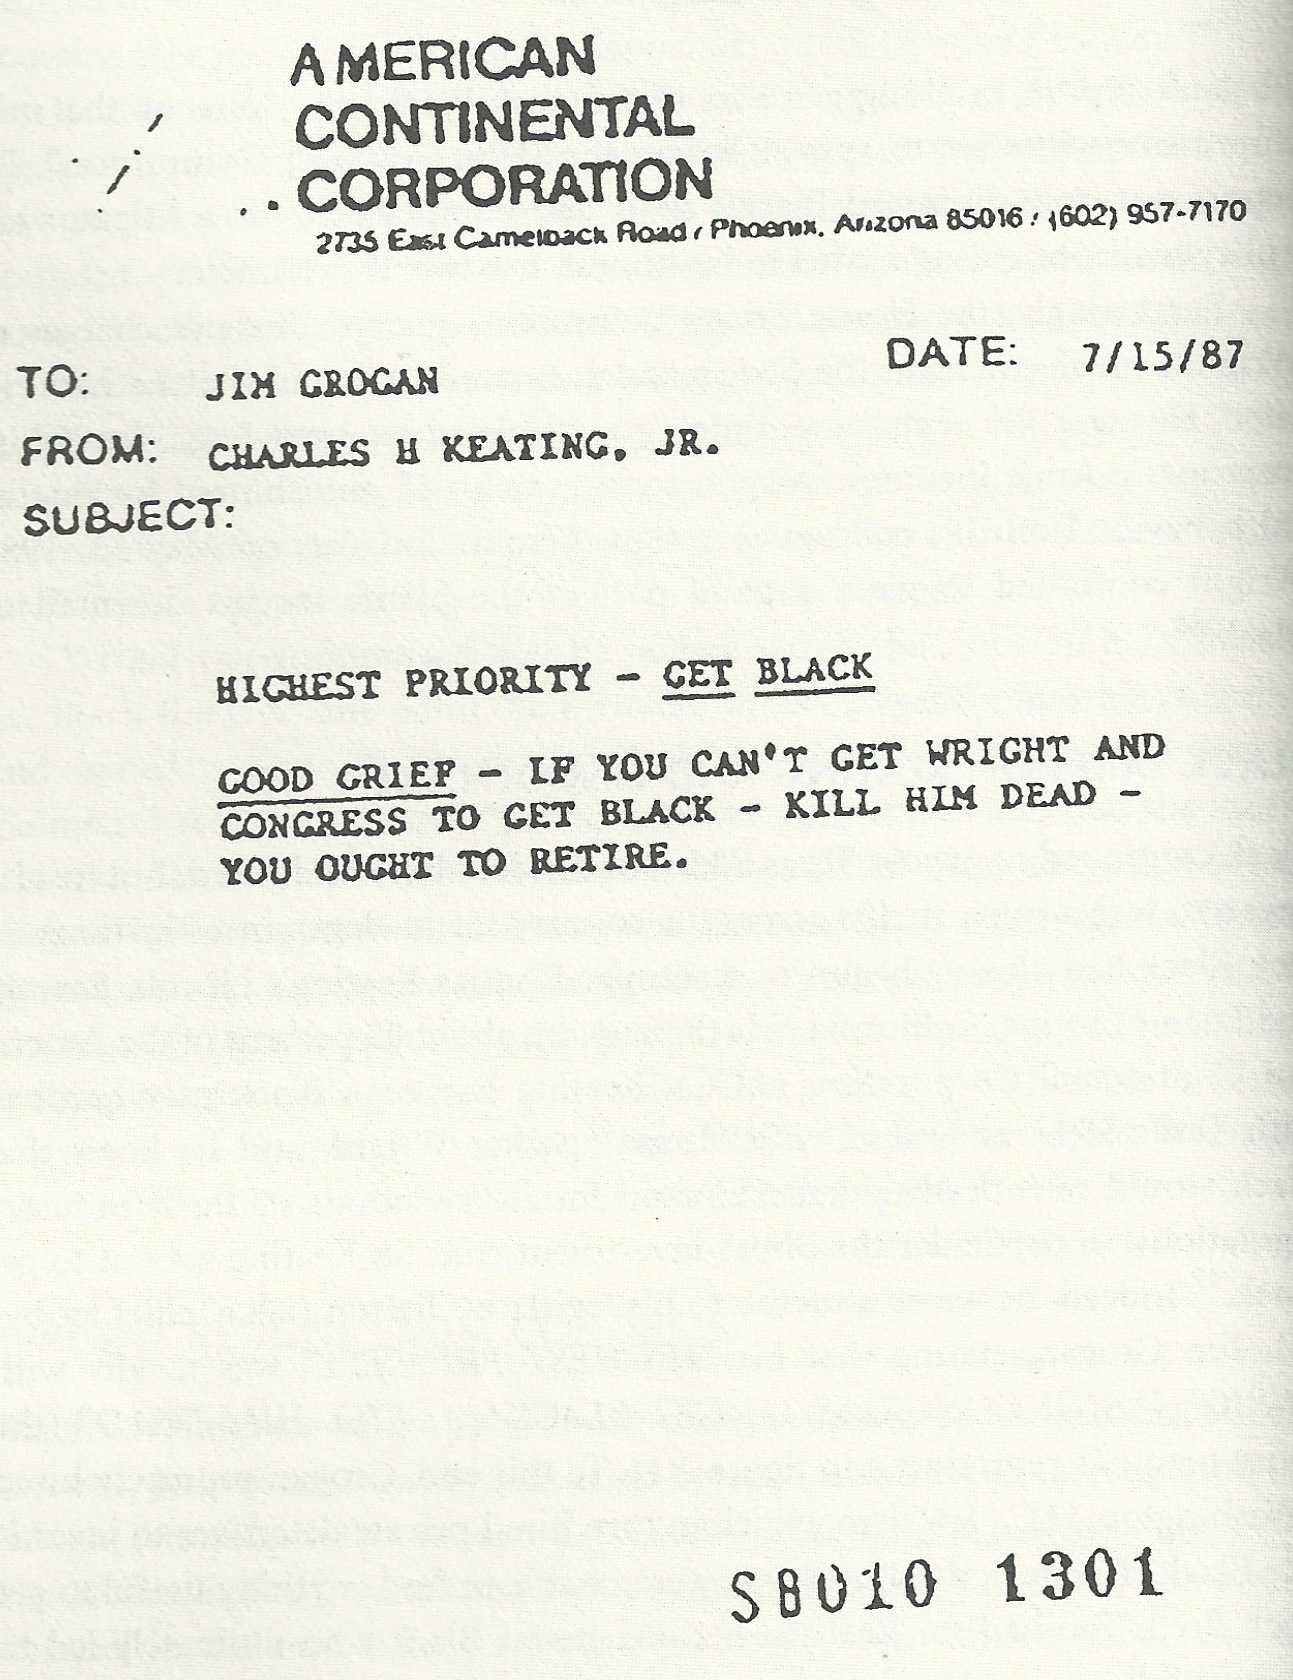 AMERICAN
CONTINENTAL
CORPORATION
2735 East Camelback Road / Phoenix, Arizona 85016 / (602) 957-7170
DATE: 7/15/87
TO: JIM GROGAN
FROM: CHARLES H KEATING, JR.
SUBJECT:
HIGHEST PRIORITY - GET BLACK
GOOD GRIEF - IF YOU CAN'T GET WRIGHT AND
CONGRESS TO GET BLACK - KILL HIM DEAD -
YOU OUGHT TO RETIRE.
SB010 1301